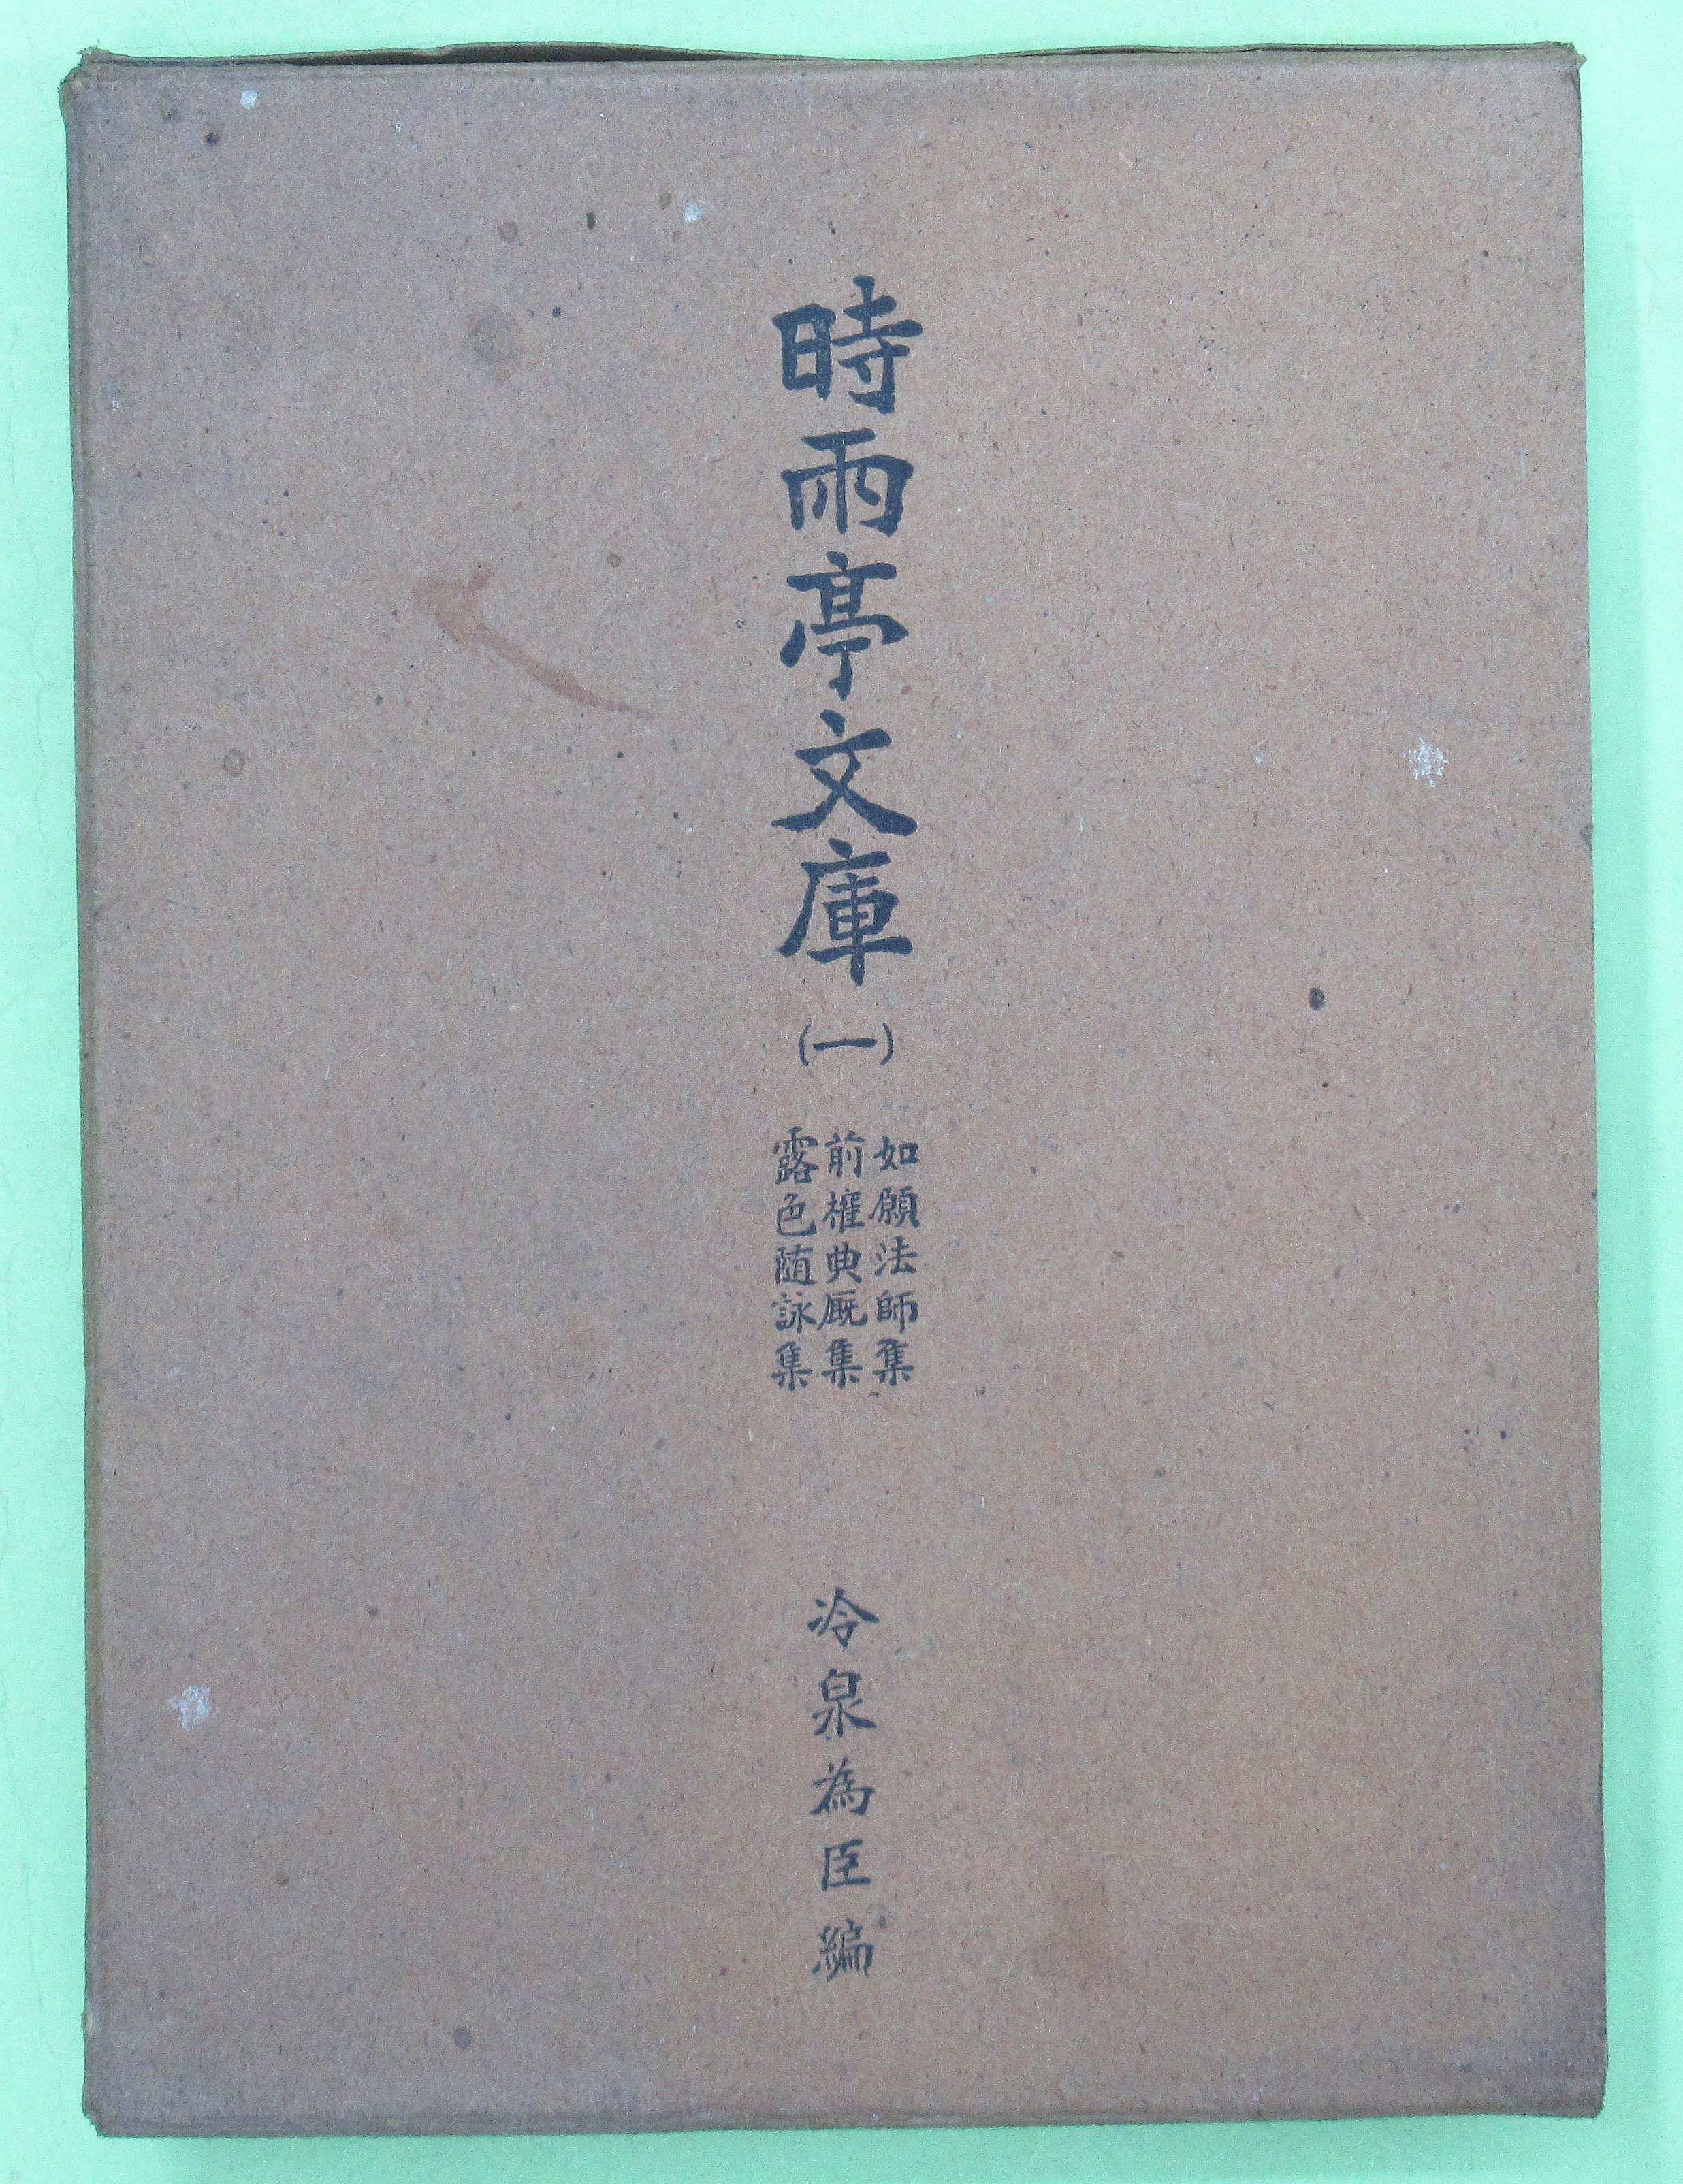 時雨亭文庫
(一)
如願法師集
前権典厩集
露色随詠集
冷泉為臣編